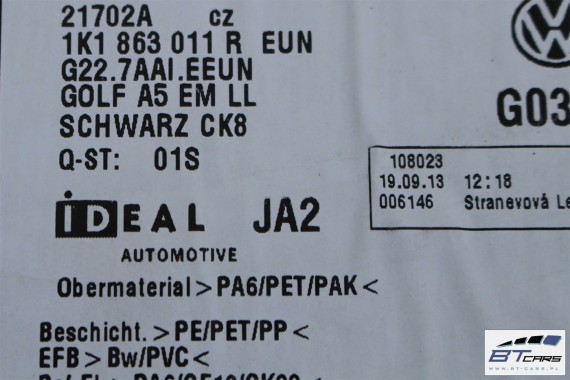 21702A cz
1K1 863 011 R EUN
G22.7AAI.EEUN
GOLF A5 EM LL
SCHWARZ CK8
Q-ST: 01S
G03
108023
19.09.13 12:18
006146 Stranevová Le
iDEAL JA2
AUTOMOTIVE
Obermaterial > PA6/PET/PAK <
Beschicht. > PE/PET/PP <
EFB > Bw/PVC <
BT CARS
WWW.BT-CARS.PL